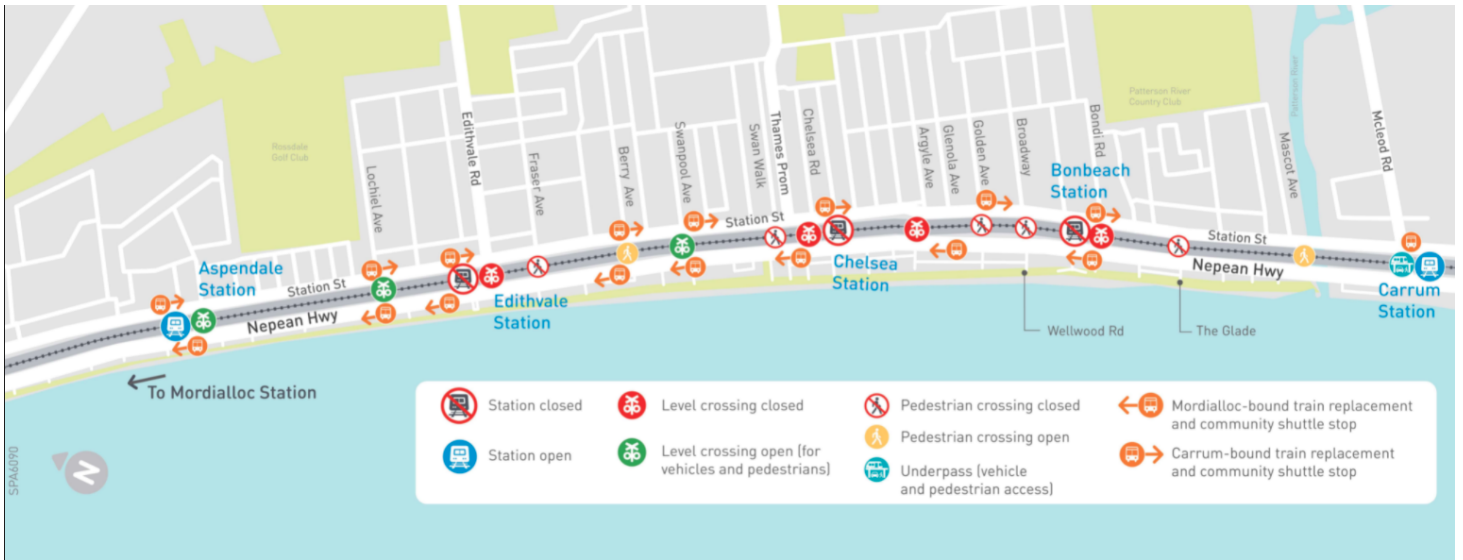 Rossdale
Golf Club
Lochiel Ave
Edithvale Rd
Fraser Ave
Berry Ave
Swanpool Ave
Swan Walk
Thames Prom
Chelsea Rd
Argyle Ave
Glenola Ave
Golden Ave
Broadway
Bondi Rd
Patterson River
Country Club
Mascot Ave
Patterson River
Mcleod Rd
Aspendale
Station
Station St
Nepean Hwy
Edithvale
Station
Station St
Chelsea
Station
Bonbeach
Station
Station St
Nepean Hwy
Carrum
Station
Wellwood Rd
The Glade
To Mordialloc Station
N
SPA6090
Station closed
Station open
Level crossing closed
Level crossing open (for
vehicles and pedestrians)
Pedestrian crossing closed
Pedestrian crossing open
Underpass (vehicle
and pedestrian access)
Mordialloc-bound train replacement
and community shuttle stop
Carrum-bound train replacement
and community shuttle stop